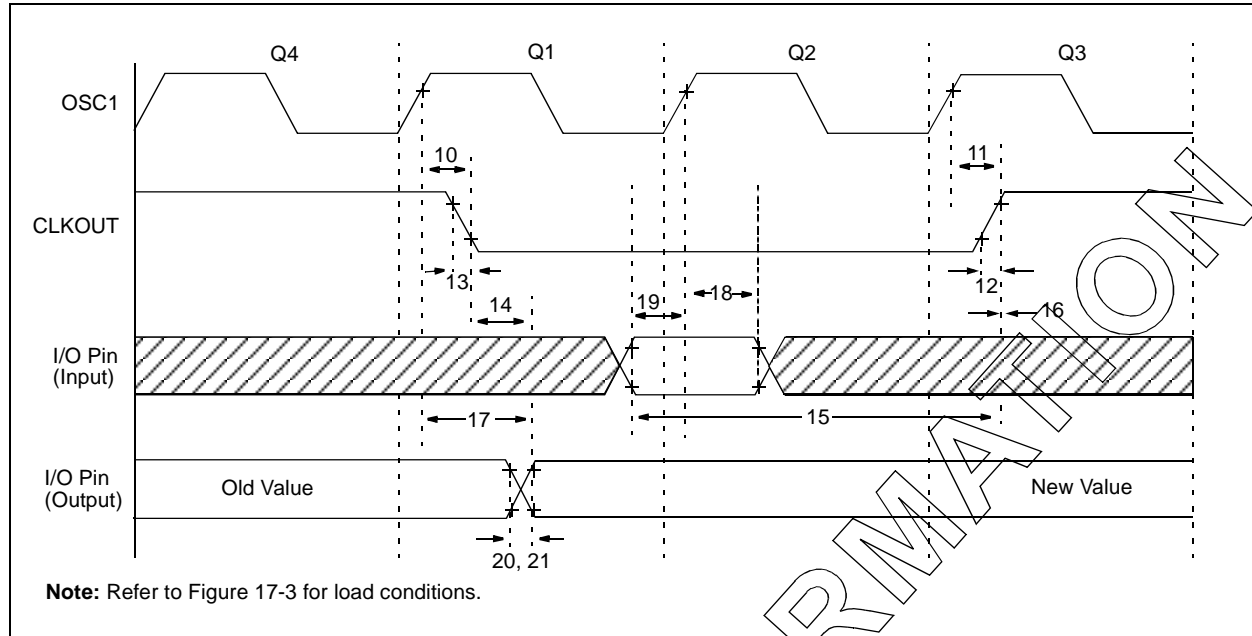 Q4 Q1 Q2 Q3
OSC1
10 11
CLKOUT
13 12
14 19 18 16
I/O Pin
(Input)
17 15
I/O Pin
(Output)
Old Value New Value
20, 21
Note: Refer to Figure 17-3 for load conditions.
RMATION